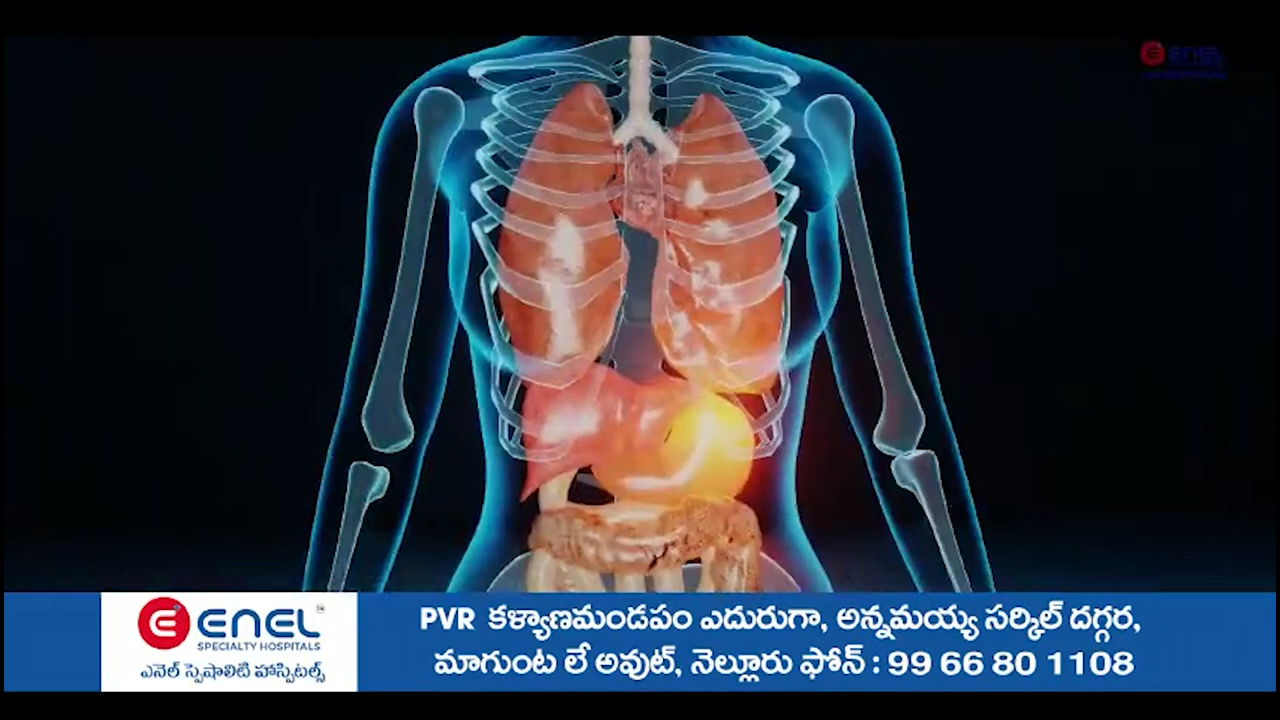 ENEL
ENEL
SPECIALTY HOSPITALS
ఎనెల్ స్పెషాలిటి హాస్పిటల్స్
PVR కళ్యాణమండపం ఎదురుగా, అన్నమయ్య సర్కిల్ దగ్గర,
మాగుంట లే అవుట్, నెల్లూరు ఫోన్ : 99 66 80 1108